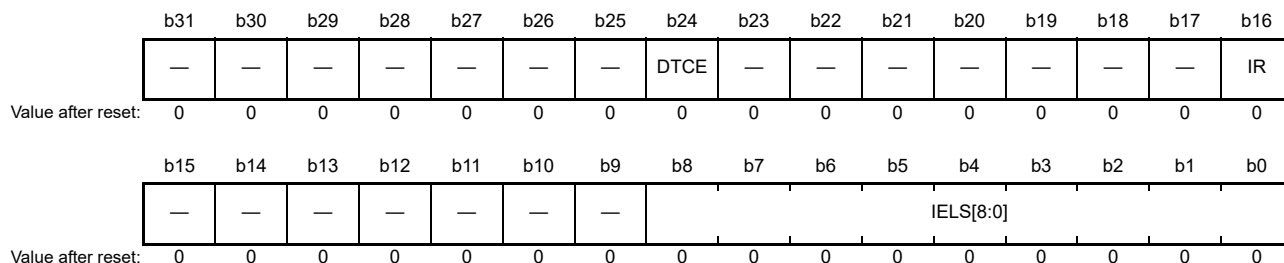 b31 b30 b29 b28 b27 b26 b25 b24 b23 b22 b21 b20 b19 b18 b17 b16
— — — — — — — DTCE — — — — — — — IR
Value after reset: 0 0 0 0 0 0 0 0 0 0 0 0 0 0 0 0
b15 b14 b13 b12 b11 b10 b9 b8 b7 b6 b5 b4 b3 b2 b1 b0
— — — — — — — IELS[8:0]
Value after reset: 0 0 0 0 0 0 0 0 0 0 0 0 0 0 0 0